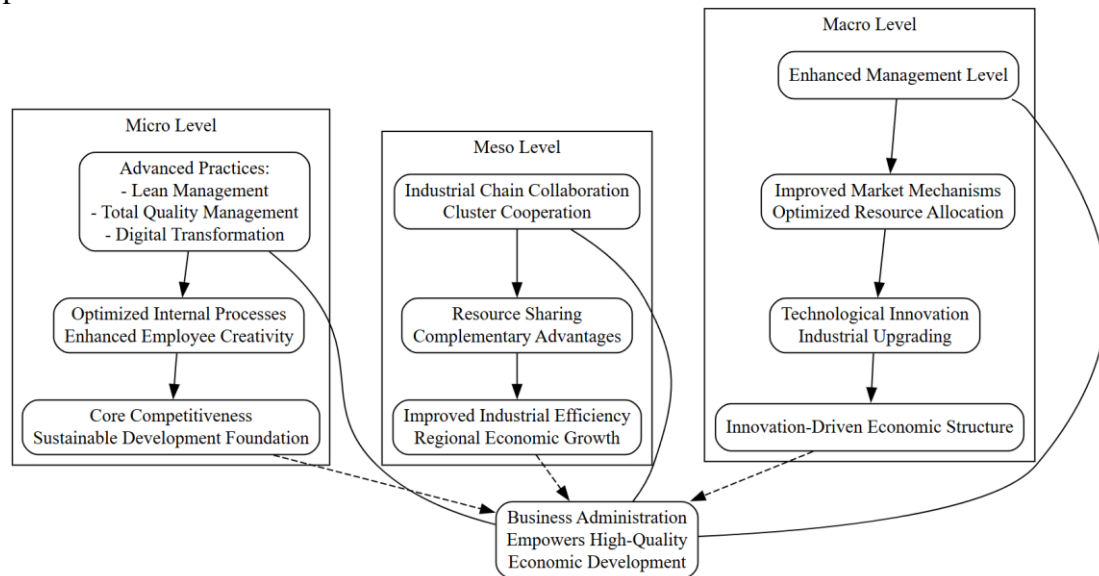 Micro Level
Advanced Practices:
- Lean Management
- Total Quality Management
- Digital Transformation
Optimized Internal Processes
Enhanced Employee Creativity
Core Competitiveness
Sustainable Development Foundation
Meso Level
Industrial Chain Collaboration
Cluster Cooperation
Resource Sharing
Complementary Advantages
Improved Industrial Efficiency
Regional Economic Growth
Macro Level
Enhanced Management Level
Improved Market Mechanisms
Optimized Resource Allocation
Technological Innovation
Industrial Upgrading
Innovation-Driven Economic Structure
Business Administration
Empowers High-Quality
Economic Development